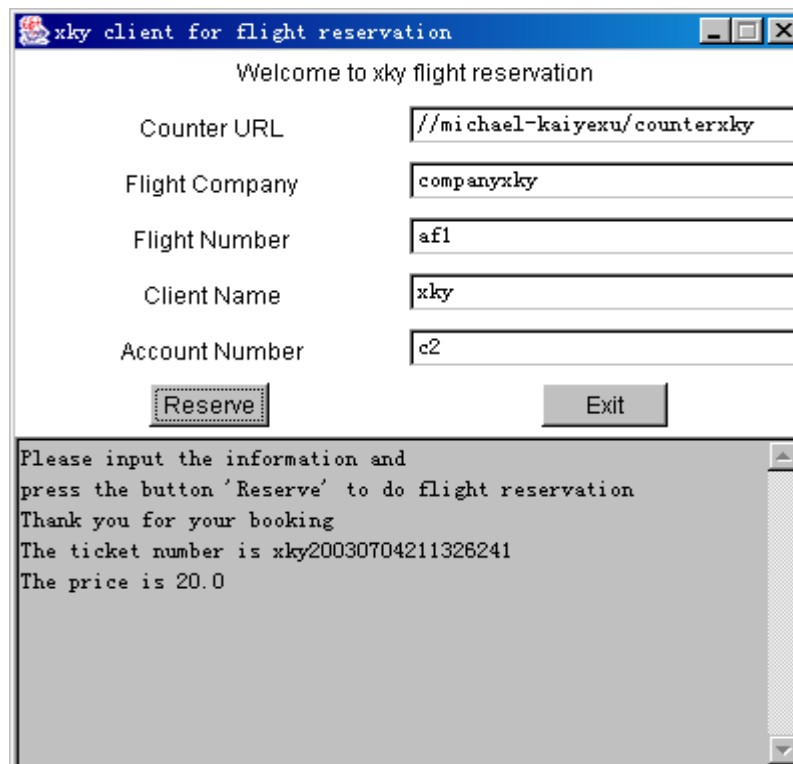 xky client for flight reservation
Welcome to xky flight reservation
Counter URL //michael-kaiyexu/counterxky
Flight Company companyxky
Flight Number af1
Client Name xky
Account Number c2
Reserve Exit
Please input the information and
press the button 'Reserve' to do flight reservation
Thank you for your booking
The ticket number is xky20030704211326241
The price is 20.0